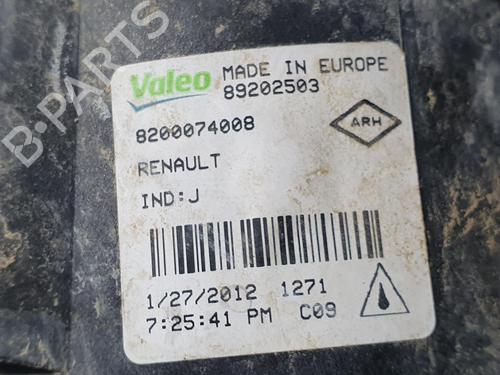 B-PARTS
Valeo MADE IN EUROPE
89202503
8200074008
ARH
RENAULT
IND:J
1/27/2012 1271
7:25:41 PM C09